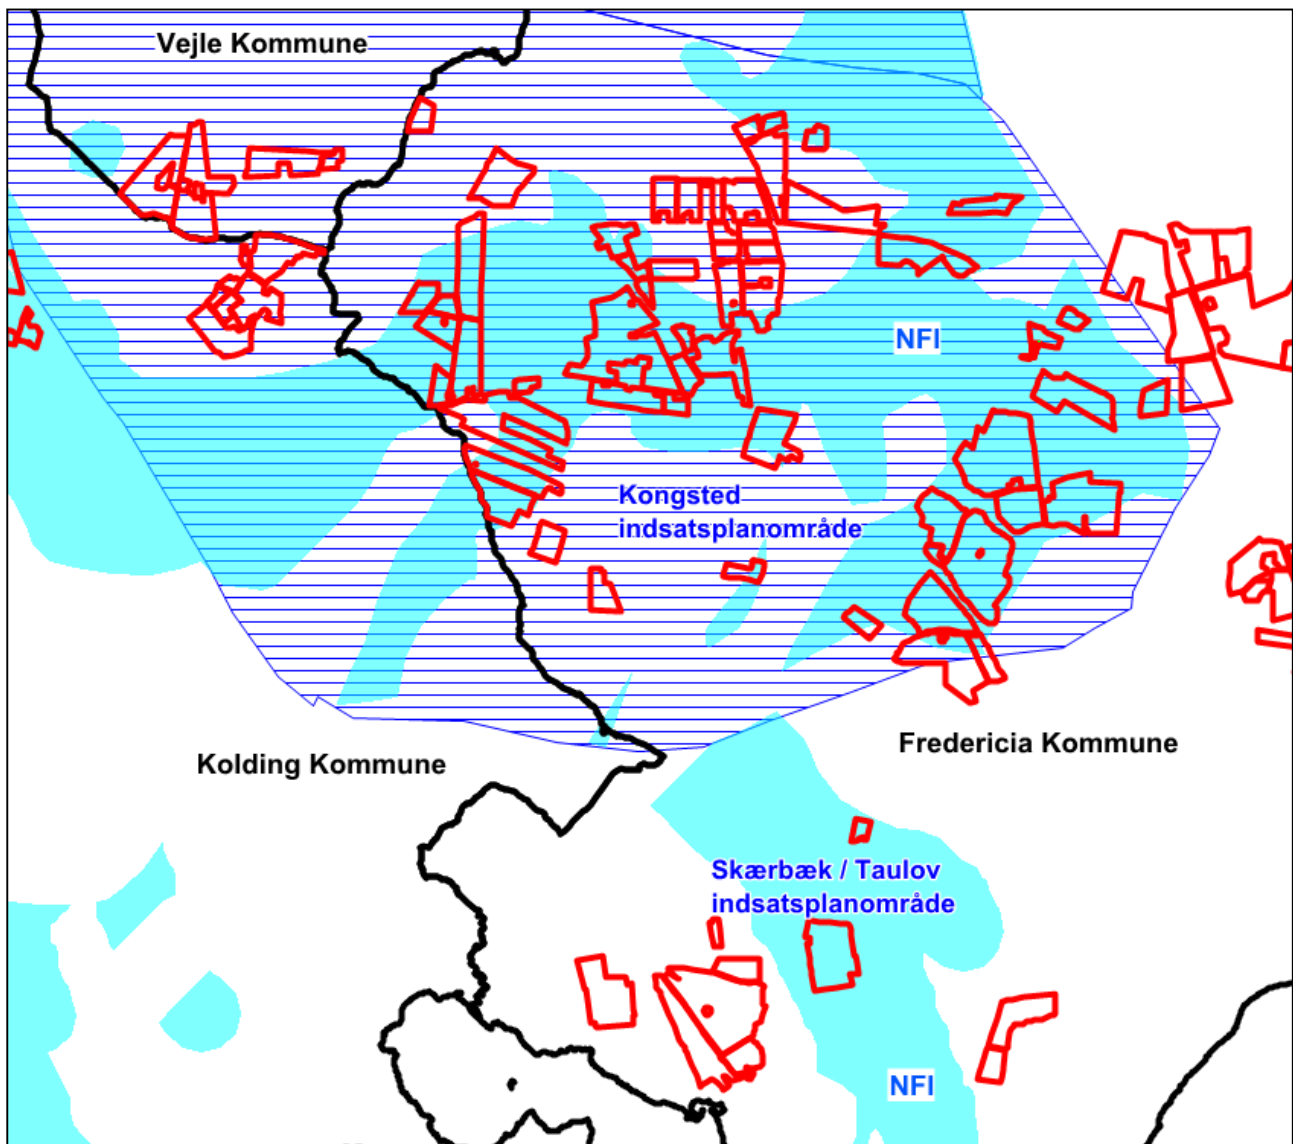 Vejle Kommune
NFI
Kongsted
indsatsplanområde
Fredericia Kommune
Kolding Kommune
Skærbæk / Taulov
indsatsplanområde
NFI